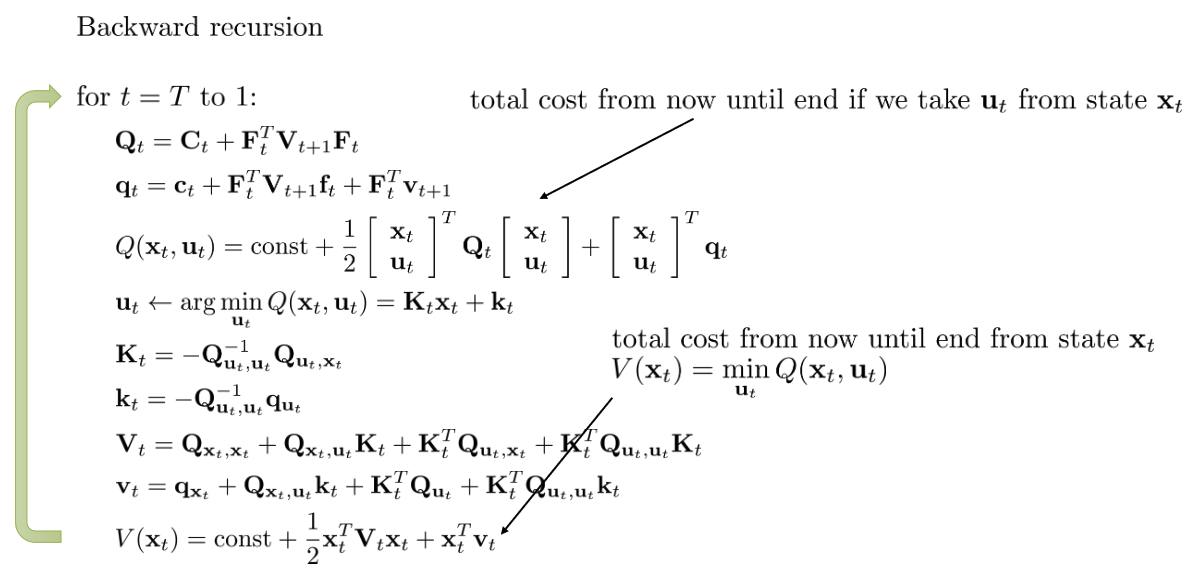 Backward recursion
for t = T to 1:
total cost from now until end if we take u_t from state x_t
Q_t = C_t + F_t^T V_{t+1} F_t
q_t = c_t + F_t^T V_{t+1} f_t + F_t^T v_{t+1}
Q(x_t, u_t) = const + 1/2 [x_t u_t]^T Q_t [x_t u_t] + [x_t u_t]^T q_t
u_t ← arg min_{u_t} Q(x_t, u_t) = K_t x_t + k_t
total cost from now until end from state x_t
V(x_t) = min_{u_t} Q(x_t, u_t)
K_t = −Q_{u_t,u_t}^{−1} Q_{u_t,x_t}
k_t = −Q_{u_t,u_t}^{−1} q_{u_t}
V_t = Q_{x_t,x_t} + Q_{x_t,u_t} K_t + K_t^T Q_{u_t,x_t} + K_t^T Q_{u_t,u_t} K_t
v_t = q_{x_t} + Q_{x_t,u_t} k_t + K_t^T Q_{u_t} + K_t^T Q_{u_t,u_t} k_t
V(x_t) = const + 1/2 x_t^T V_t x_t + x_t^T v_t